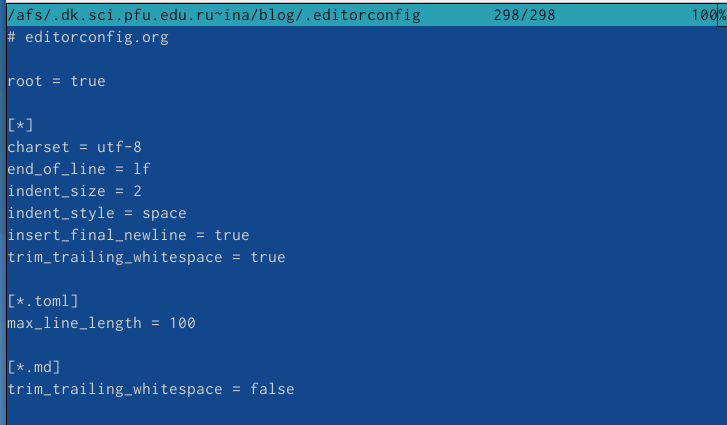 /afs/.dk.sci.pfu.edu.ru~ina/blog/.editorconfig 298/298 100%
# editorconfig.org
root = true
[*]
charset = utf-8
end_of_line = lf
indent_size = 2
indent_style = space
insert_final_newline = true
trim_trailing_whitespace = true
[*.toml]
max_line_length = 100
[*.md]
trim_trailing_whitespace = false